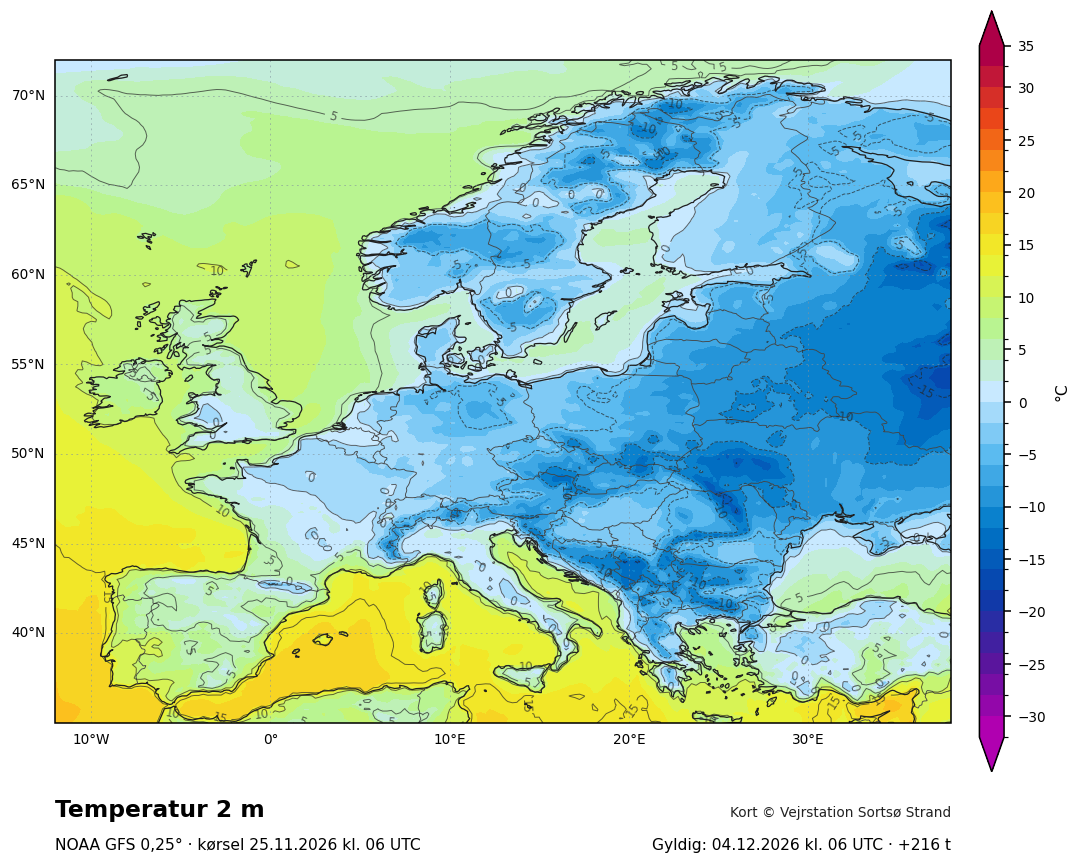 70°N
65°N
60°N
55°N
50°N
45°N
40°N
10°W
0°
10°E
20°E
30°E
35
30
25
20
15
10
5
0
−5
−10
−15
−20
−25
−30
°C
Temperatur 2 m
Kort © Vejrstation Sortsø Strand
NOAA GFS 0,25° · kørsel 25.11.2026 kl. 06 UTC
Gyldig: 04.12.2026 kl. 06 UTC · +216 t